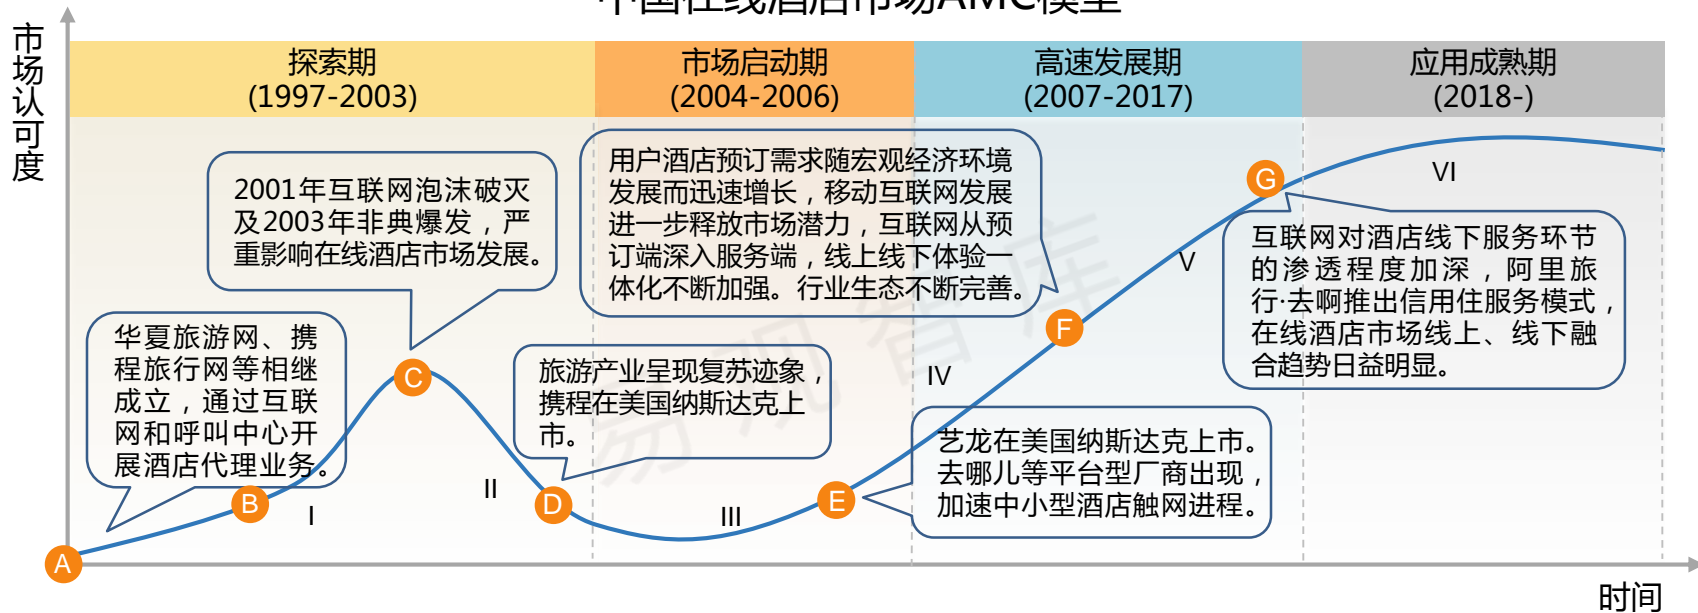 中国在线酒店市场AMC模型
市场认可度
探索期
(1997-2003)
市场启动期
(2004-2006)
高速发展期
(2007-2017)
应用成熟期
(2018-)
2001年互联网泡沫破灭
及2003年非典爆发，严
重影响在线酒店市场发展。
用户酒店预订需求随宏观经济环境
发展而迅速增长，移动互联网发展
进一步释放市场潜力，互联网从预
订端深入服务端，线上线下体验一
体化不断加强。行业生态不断完善。
互联网对酒店线下服务环节
的渗透程度加深，阿里旅
行·去啊推出信用住服务模式，
在线酒店市场线上、线下融
合趋势日益明显。
华夏旅游网、携
程旅行网等相继
成立，通过互联
网和呼叫中心开
展酒店代理业务。
旅游产业呈现复苏迹象，
携程在美国纳斯达克上
市。
艺龙在美国纳斯达克上市。
去哪儿等平台型厂商出现，
加速中小型酒店触网进程。
A
B
C
D
E
F
G
I
II
III
IV
V
VI
易观智库
时间